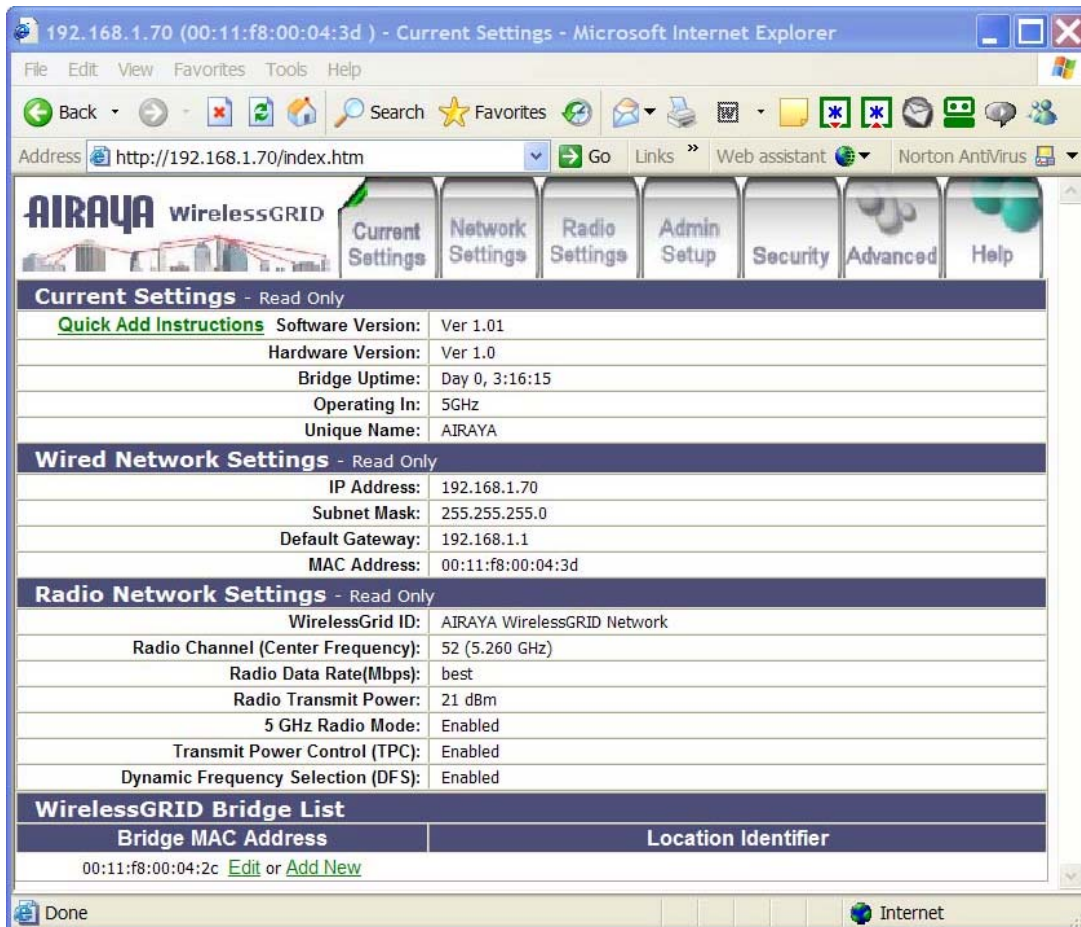 192.168.1.70 (00:11:f8:00:04:3d ) - Current Settings - Microsoft Internet Explorer
File Edit View Favorites Tools Help
Back Search Favorites
Address http://192.168.1.70/index.htm Go Links » Web assistant Norton AntiVirus
AIRAYA WirelessGRID
Current Settings
Network Settings
Radio Settings
Admin Setup
Security
Advanced
Help
Current Settings - Read Only
Quick Add Instructions Software Version: Ver 1.01
Hardware Version: Ver 1.0
Bridge Uptime: Day 0, 3:16:15
Operating In: 5GHz
Unique Name: AIRAYA
Wired Network Settings - Read Only
IP Address: 192.168.1.70
Subnet Mask: 255.255.255.0
Default Gateway: 192.168.1.1
MAC Address: 00:11:f8:00:04:3d
Radio Network Settings - Read Only
WirelessGrid ID: AIRAYA WirelessGRID Network
Radio Channel (Center Frequency): 52 (5.260 GHz)
Radio Data Rate(Mbps): best
Radio Transmit Power: 21 dBm
5 GHz Radio Mode: Enabled
Transmit Power Control (TPC): Enabled
Dynamic Frequency Selection (DFS): Enabled
WirelessGRID Bridge List
Bridge MAC Address Location Identifier
00:11:f8:00:04:2c Edit or Add New
Done Internet